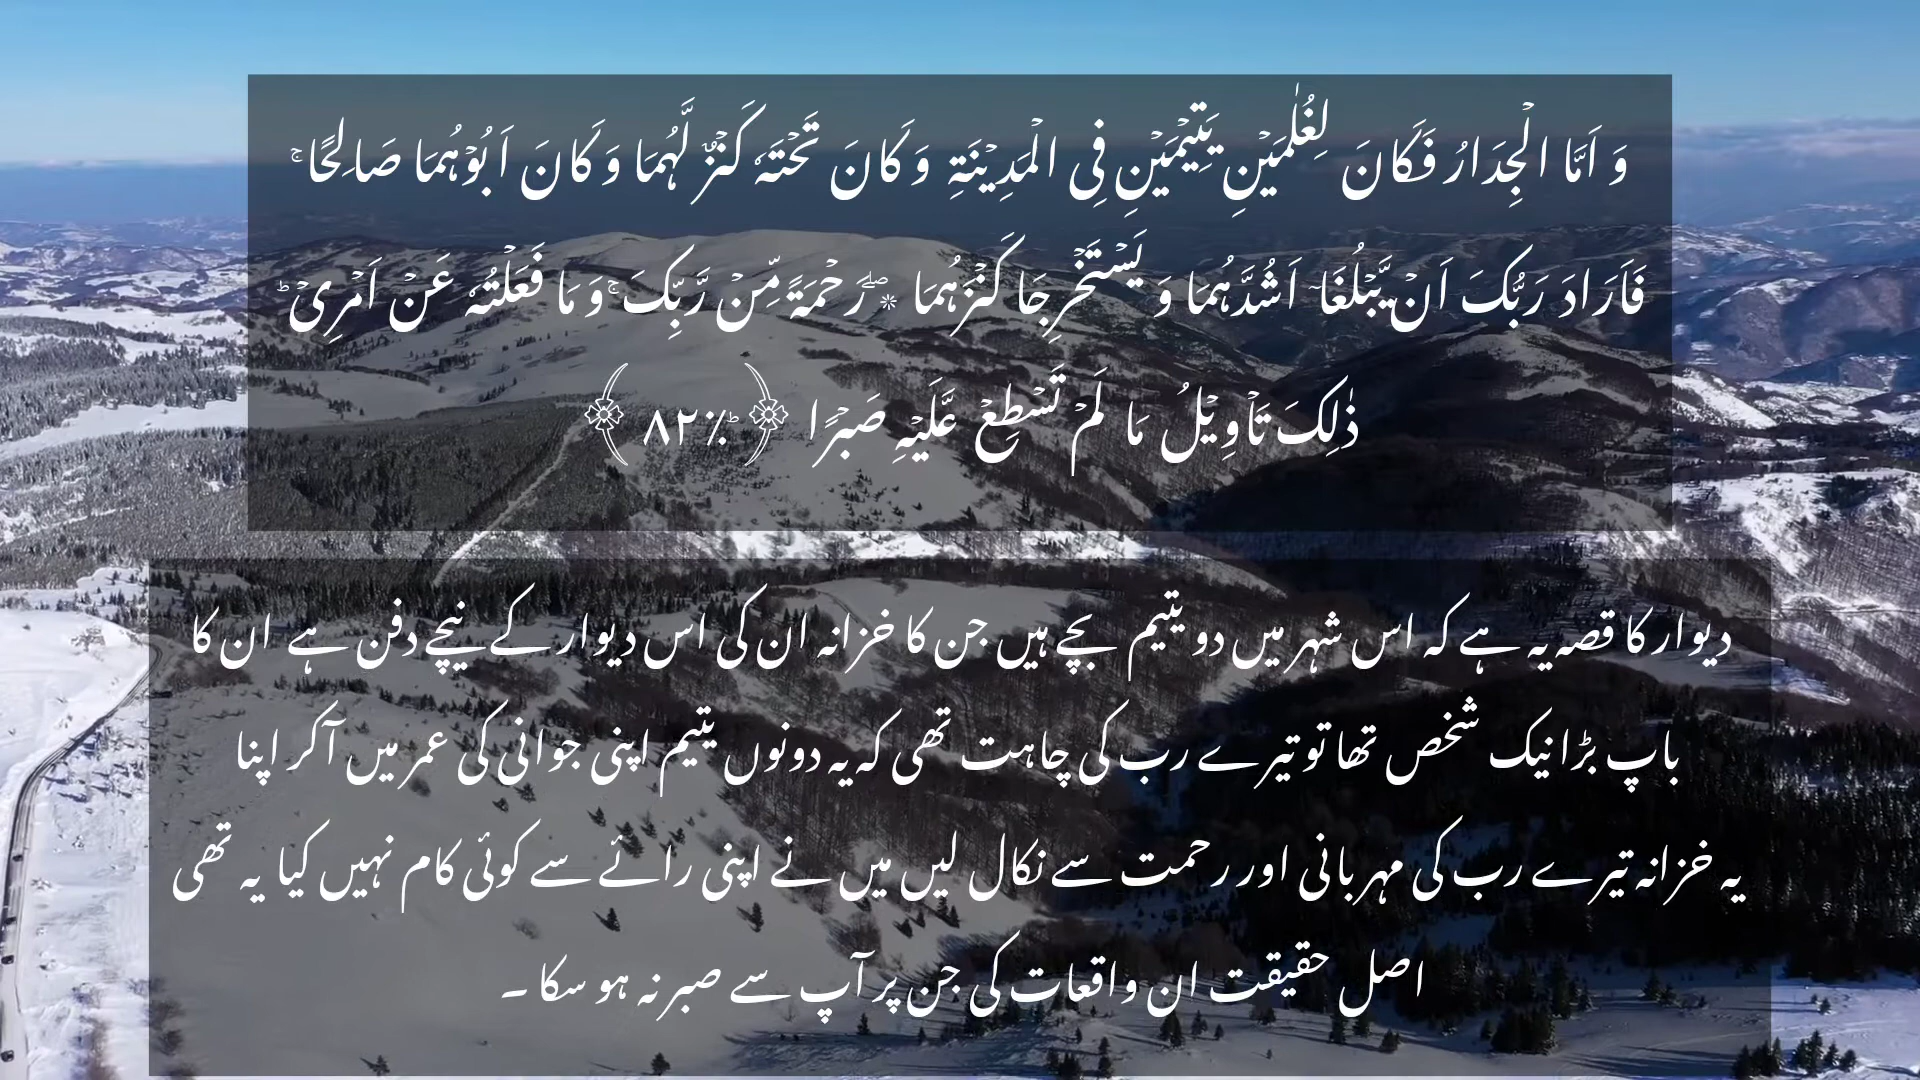 وَ اَمَّا الۡجِدَارُ فَکَانَ لِغُلٰمَیۡنِ یَتِیۡمَیۡنِ فِی الۡمَدِیۡنَۃِ وَ کَانَ تَحۡتَہٗ کَنۡزٌ لَّہُمَا وَ کَانَ اَبُوۡہُمَا صَالِحًا ۚ
فَاَرَادَ رَبُّکَ اَنۡ یَّبۡلُغَاۤ اَشُدَّہُمَا وَ یَسۡتَخۡرِجَا کَنۡزَہُمَا ٭ۖ رَحۡمَۃً مِّنۡ رَّبِّکَ ۚ وَ مَا فَعَلۡتُہٗ عَنۡ اَمۡرِیۡ ؕ
ذٰلِکَ تَاۡوِیۡلُ مَا لَمۡ تَسۡطِعۡ عَّلَیۡہِ صَبۡرًا ﴿ؕ٪۸۲﴾
دیوار کا قصہ یہ ہے کہ اس شہر میں دو یتیم بچے ہیں جن کا خزانہ ان کی اس دیوار کے نیچے دفن ہے ان کا
باپ بڑا نیک شخص تھا تو تیرے رب کی چاہت تھی کہ یہ دونوں یتیم اپنی جوانی کی عمر میں آکر اپنا
یہ خزانہ تیرے رب کی مہربانی اور رحمت سے نکال لیں میں نے اپنی رائے سے کوئی کام نہیں کیا یہ تھی
اصل حقیقت ان واقعات کی جن پر آپ سے صبر نہ ہو سکا ۔